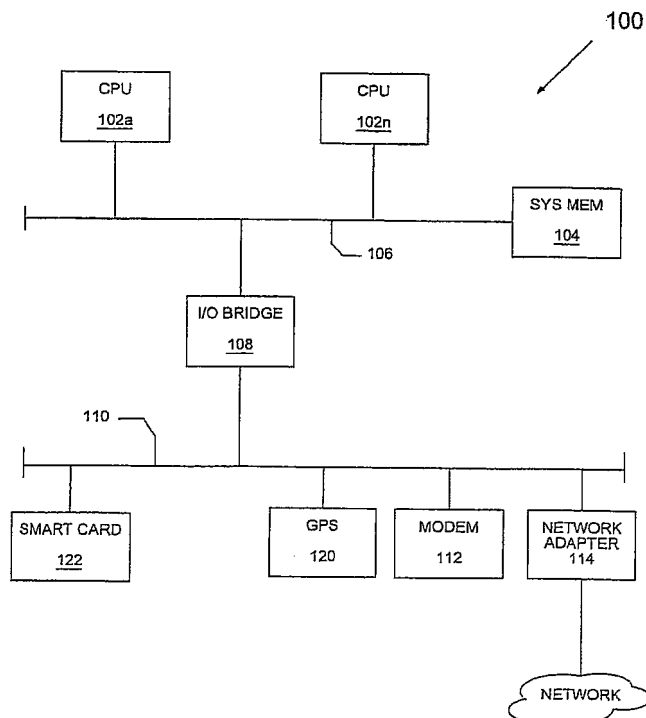 100
CPU
102a
CPU
102n
SYS MEM
104
106
I/O BRIDGE
108
110
SMART CARD
122
GPS
120
MODEM
112
NETWORK
ADAPTER
114
NETWORK